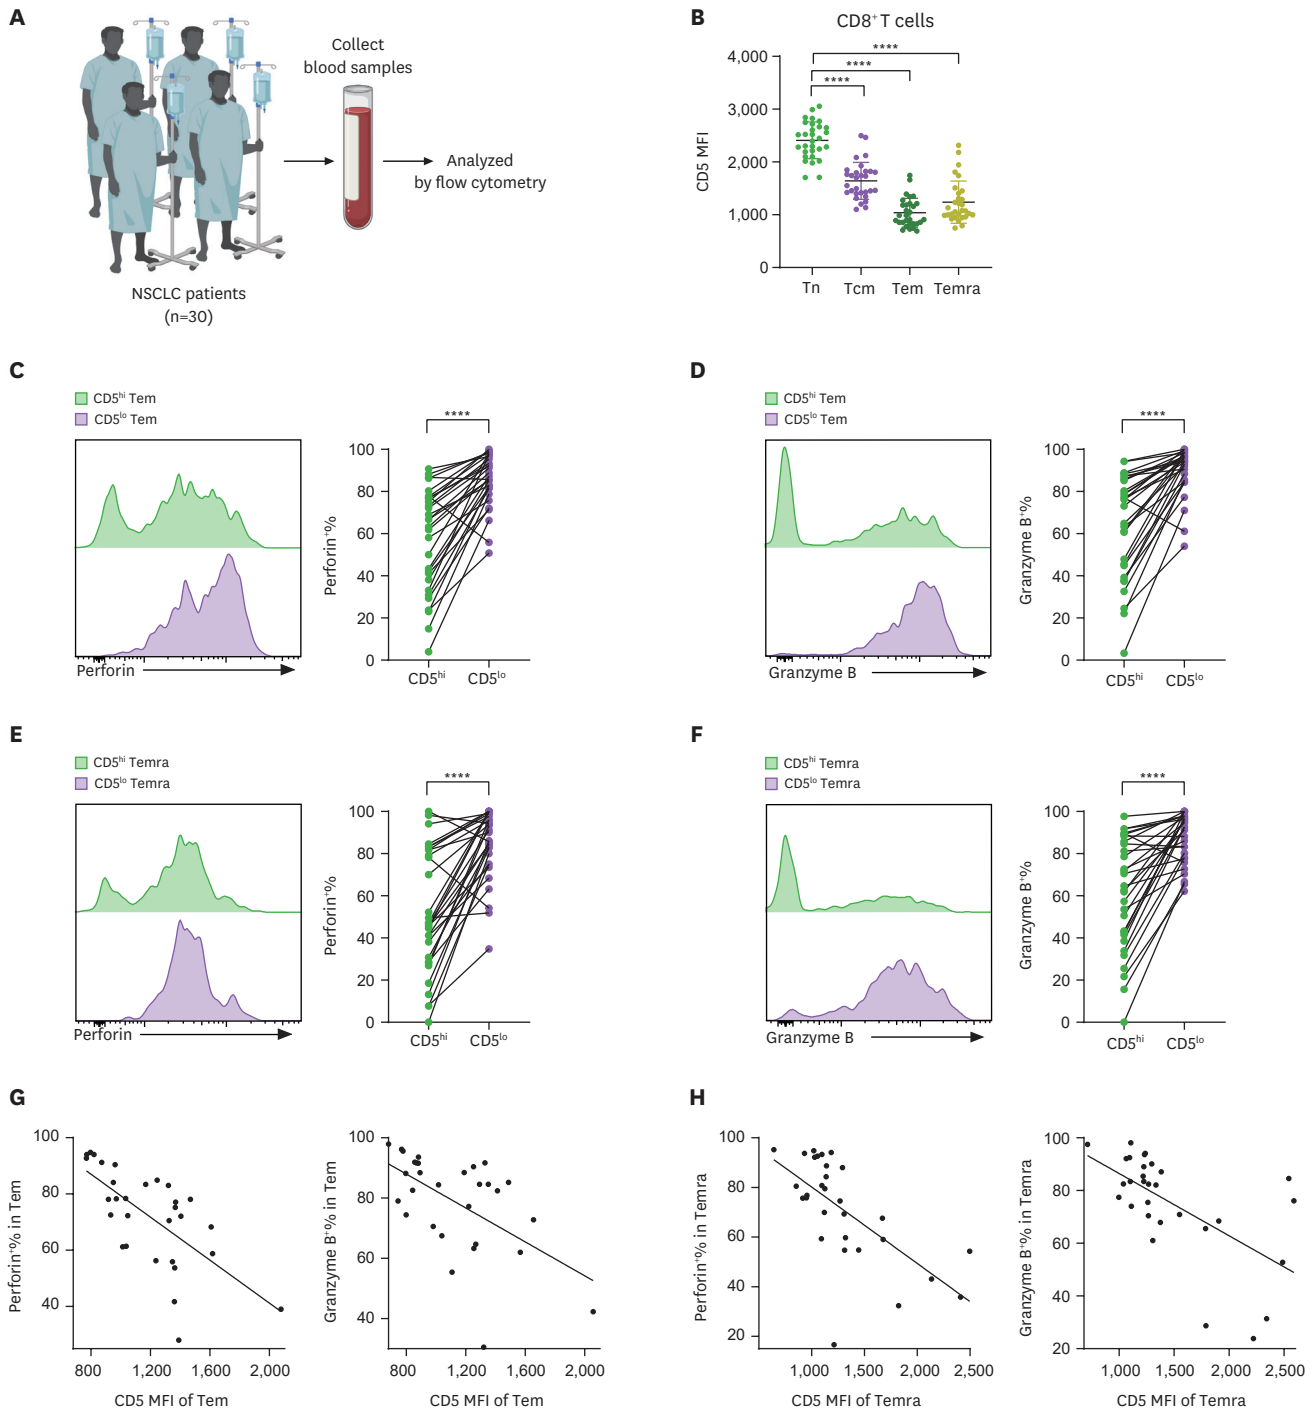 A
Collect
blood samples
Analyzed
by flow cytometry
NSCLC patients
(n=30)
B
CD8⁺ T cells
****
****
****
CD5 MFI
4,000
3,000
2,000
1,000
0
Tn Tcm Tem Temra
C
CD5ʰⁱ Tem
CD5ˡᵒ Tem
Perforin
****
Perforin⁺%
100
80
60
40
20
0
CD5ʰⁱ CD5ˡᵒ
D
CD5ʰⁱ Tem
CD5ˡᵒ Tem
Granzyme B
****
Granzyme B⁺%
100
80
60
40
20
0
CD5ʰⁱ CD5ˡᵒ
E
CD5ʰⁱ Temra
CD5ˡᵒ Temra
Perforin
****
Perforin⁺%
100
80
60
40
20
0
CD5ʰⁱ CD5ˡᵒ
F
CD5ʰⁱ Temra
CD5ˡᵒ Temra
Granzyme B
****
Granzyme B⁺%
100
80
60
40
20
0
CD5ʰⁱ CD5ˡᵒ
G
Perforin⁺% in Tem
100
80
60
40
800 1,200 1,600 2,000
CD5 MFI of Tem
Granzyme B⁺% in Tem
100
80
60
40
800 1,200 1,600 2,000
CD5 MFI of Tem
H
Perforin⁺% in Temra
100
80
60
40
20
1,000 1,500 2,000 2,500
CD5 MFI of Temra
Granzyme B⁺% in Temra
100
80
60
40
20
1,000 1,500 2,000 2,500
CD5 MFI of Temra